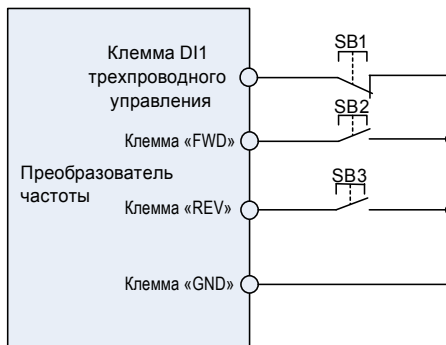 Клемма DI1
трехпроводного
управления
SB1
Клемма «FWD»
SB2
Преобразователь
частоты
Клемма «REV»
SB3
Клемма «GND»